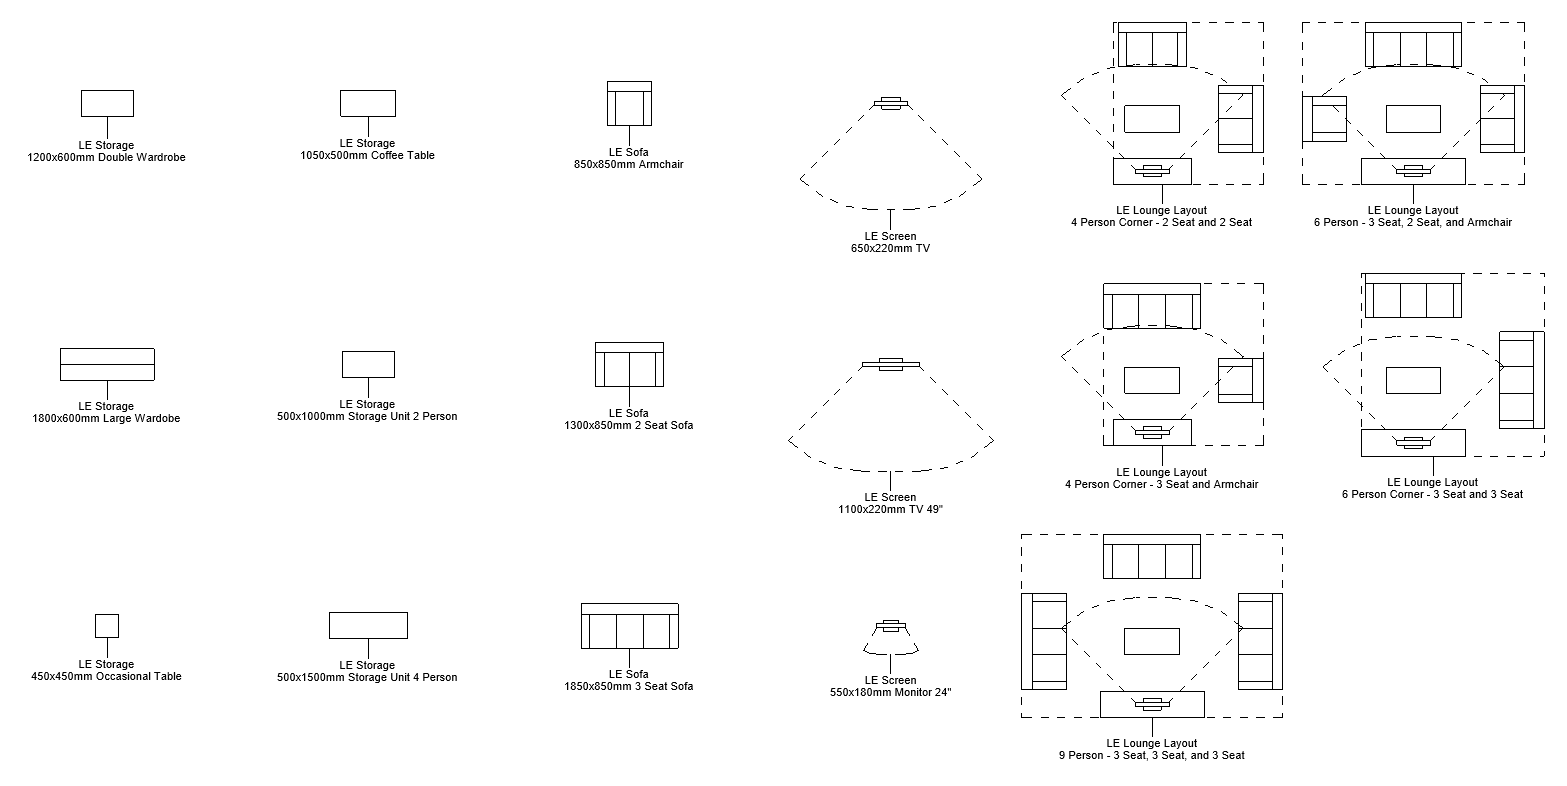 LE Storage
1200x600mm Double Wardrobe
LE Storage
1050x500mm Coffee Table
LE Sofa
850x850mm Armchair
LE Screen
650x220mm TV
LE Lounge Layout
4 Person Corner - 2 Seat and 2 Seat
LE Lounge Layout
6 Person - 3 Seat, 2 Seat, and Armchair
LE Storage
1800x600mm Large Wardobe
LE Storage
500x1000mm Storage Unit 2 Person
LE Sofa
1300x850mm 2 Seat Sofa
LE Screen
1100x220mm TV 49"
LE Lounge Layout
4 Person Corner - 3 Seat and Armchair
LE Lounge Layout
6 Person Corner - 3 Seat and 3 Seat
LE Storage
450x450mm Occasional Table
LE Storage
500x1500mm Storage Unit 4 Person
LE Sofa
1850x850mm 3 Seat Sofa
LE Screen
550x180mm Monitor 24"
LE Lounge Layout
9 Person - 3 Seat, 3 Seat, and 3 Seat